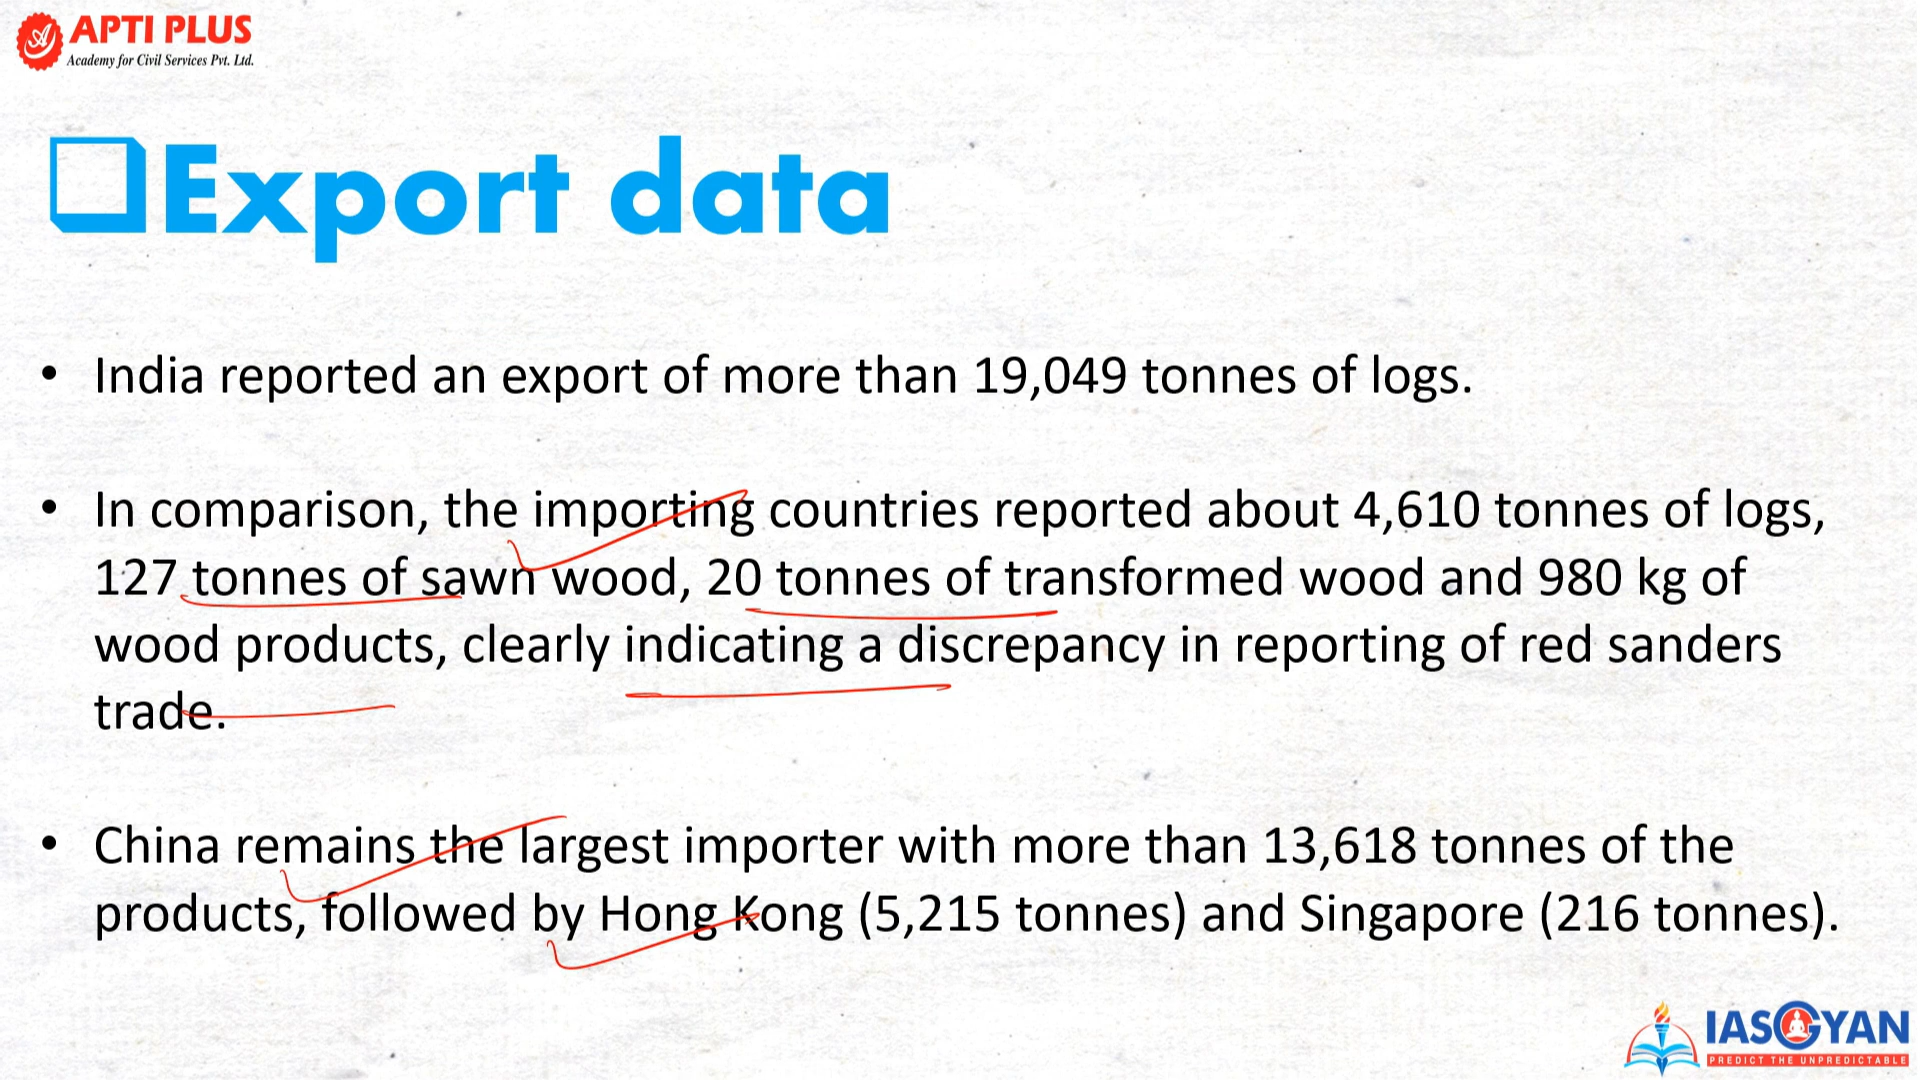 APTI PLUS
Academy for Civil Services Pvt. Ltd.
Export data
• India reported an export of more than 19,049 tonnes of logs.
• In comparison, the importing countries reported about 4,610 tonnes of logs,
127 tonnes of sawn wood, 20 tonnes of transformed wood and 980 kg of
wood products, clearly indicating a discrepancy in reporting of red sanders
trade.
• China remains the largest importer with more than 13,618 tonnes of the
products, followed by Hong Kong (5,215 tonnes) and Singapore (216 tonnes).
IASGYAN
PREDICT THE UNPREDICTABLE